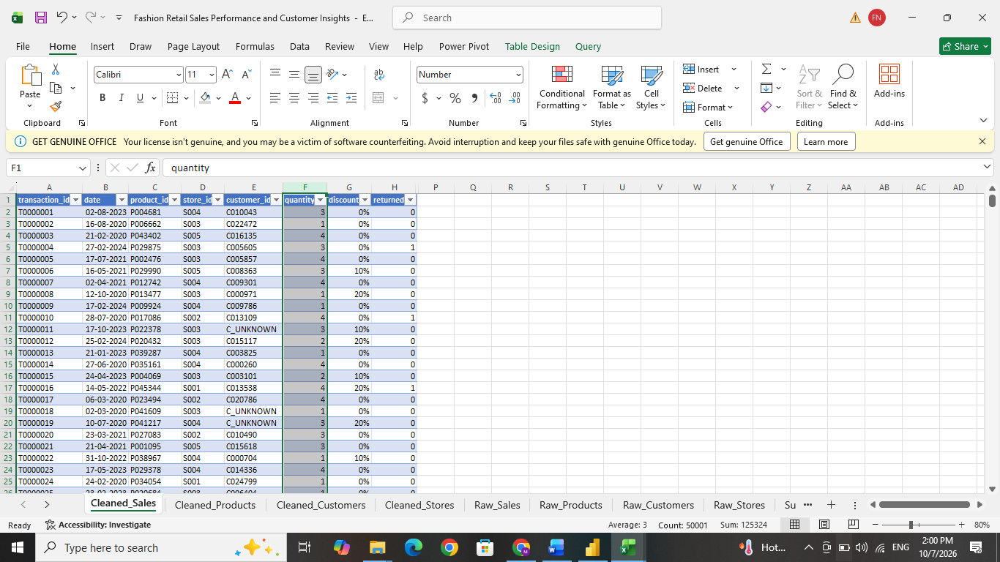 Fashion Retail Sales Performance and Customer Insights - E...
Search
FN
File Home Insert Draw Page Layout Formulas Data Review View Help Power Pivot Table Design Query
Share
Paste
Calibri 11
B I U
ab
Number
$ % 9
Conditional Formatting
Format as Table
Cell Styles
Insert
Delete
Format
Sort & Filter
Find & Select
Add-ins
Clipboard Font Alignment Number Styles Cells Editing Add-ins
GET GENUINE OFFICE Your license isn't genuine, and you may be a victim of software counterfeiting. Avoid interruption and keep your files safe with genuine Office today. Get genuine Office Learn more
F1 fx quantity
A B C D E F G H P Q R S T U V W X Y Z AA AB AC AD
1 transaction_id date product_id store_id customer_id quantity discount returned
2 T0000001 02-08-2023 P004681 S004 C010043 3 0% 0
3 T0000002 16-08-2020 P006662 S003 C022472 1 0% 0
4 T0000003 21-02-2020 P043402 S005 C016135 4 0% 0
5 T0000004 27-02-2024 P029875 S003 C005605 3 0% 1
6 T0000005 17-07-2021 P002476 S003 C005857 4 0% 0
7 T0000006 16-05-2021 P029990 S005 C008363 3 10% 0
8 T0000007 02-04-2021 P012742 S004 C009301 4 0% 0
9 T0000008 12-10-2020 P013477 S003 C000971 1 20% 0
10 T0000009 17-02-2024 P009924 S004 C009786 1 0% 0
11 T0000010 28-07-2020 P017086 S002 C013109 4 0% 1
12 T0000011 17-10-2023 P022378 S003 C_UNKNOWN 3 10% 0
13 T0000012 25-02-2024 P020432 S003 C015117 2 20% 0
14 T0000013 21-01-2023 P039287 S004 C003825 1 0% 0
15 T0000014 27-06-2020 P035161 S004 C000260 4 0% 0
16 T0000015 24-04-2023 P004069 S003 C003101 2 10% 0
17 T0000016 14-05-2022 P045344 S001 C013538 4 20% 1
18 T0000017 06-03-2020 P023494 S002 C020786 4 0% 0
19 T0000018 02-03-2020 P041609 S003 C_UNKNOWN 1 0% 0
20 T0000019 10-07-2020 P041217 S004 C_UNKNOWN 3 20% 0
21 T0000020 23-03-2021 P027083 S002 C010490 3 0% 0
22 T0000021 21-04-2021 P001095 S005 C015618 3 0% 0
23 T0000022 31-10-2022 P038967 S004 C000704 1 10% 0
24 T0000023 17-05-2023 P029378 S004 C014336 4 0% 0
25 T0000024 24-02-2020 P034054 S001 C024799 1 0% 0
Cleaned_Sales Cleaned_Products Cleaned_Customers Cleaned_Stores Raw_Sales Raw_Products Raw_Customers Raw_Stores Su
Ready Accessibility: Investigate Average: 3 Count: 50001 Sum: 125324 80%
Type here to search
Hot...
ENG
2:00 PM
10/7/2026